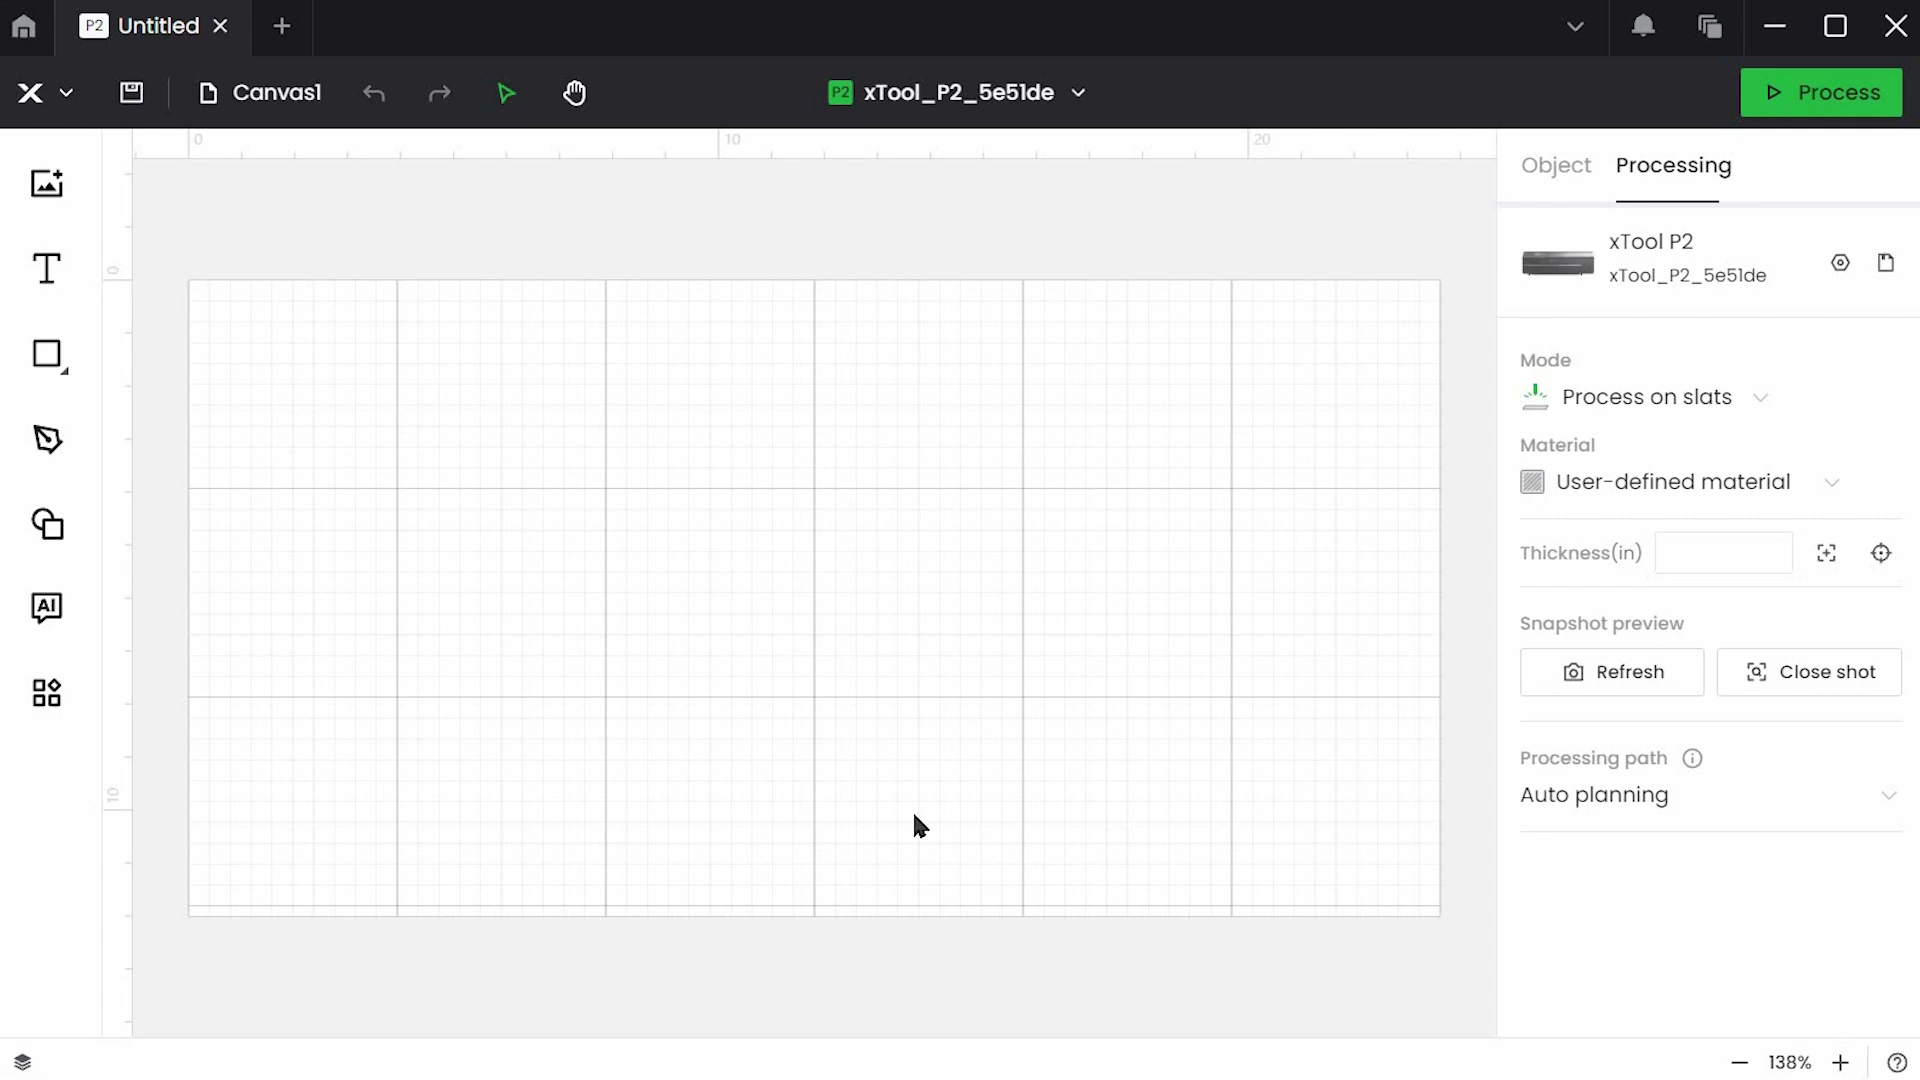 P2 Untitled
Canvas1
P2 xTool_P2_5e51de
Process
0 10 20
0
10
Object Processing
xTool P2
xTool_P2_5e51de
Mode
Process on slats
Material
User-defined material
Thickness(in)
Snapshot preview
Refresh Close shot
Processing path
Auto planning
T
AI
138%